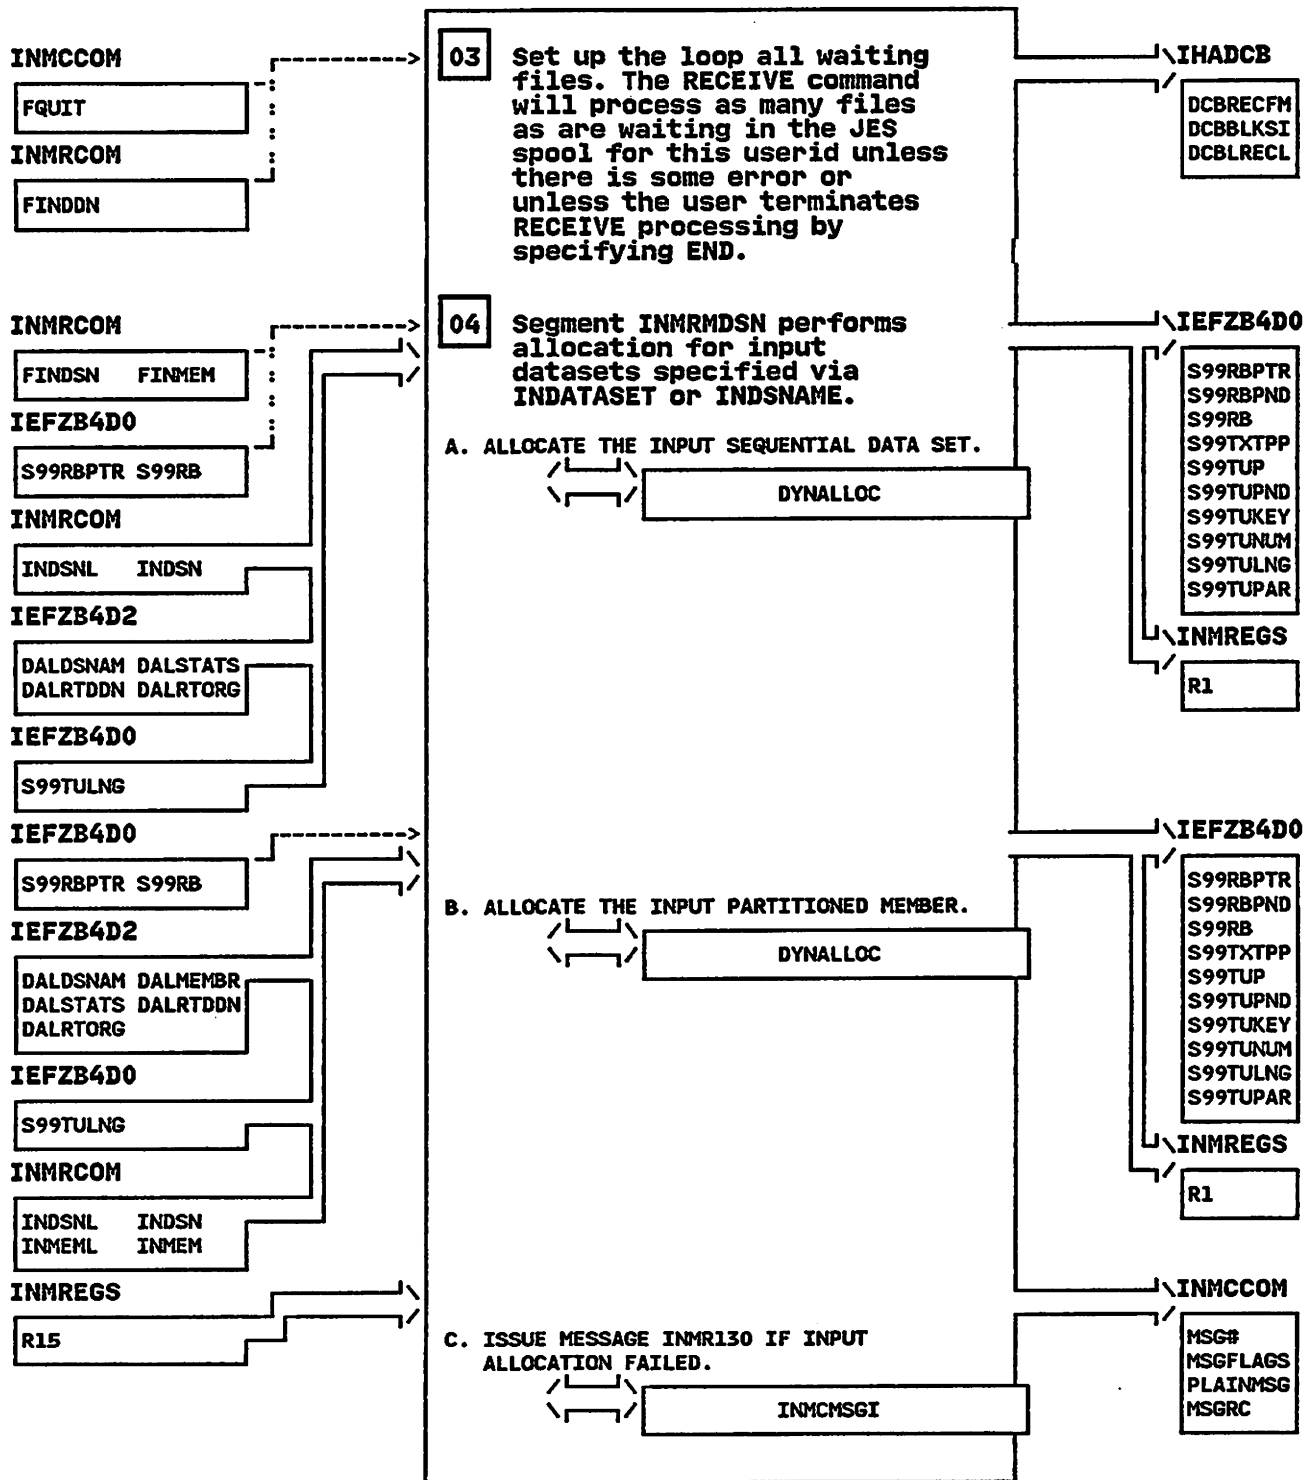 INMCCOM
FQUIT
INMRCOM
FINDDN
03 Set up the loop all waiting
files. The RECEIVE command
will process as many files
as are waiting in the JES
spool for this userid unless
there is some error or
unless the user terminates
RECEIVE processing by
specifying END.
IHADCB
DCBRECFM
DCBBLKSI
DCBLRECL
INMRCOM
FINDSN FINMEM
IEFZB4D0
S99RBPTR S99RB
INMRCOM
INDSNL INDSN
IEFZB4D2
DALDSNAM DALSTATS
DALRTDDN DALRTORG
IEFZB4D0
S99TULNG
04 Segment INMRMDSN performs
allocation for input
datasets specified via
INDATASET or INDSNAME.
A. ALLOCATE THE INPUT SEQUENTIAL DATA SET.
DYNALLOC
IEFZB4D0
S99RBPTR
S99RBPND
S99RB
S99TXTPP
S99TUP
S99TUPND
S99TUKEY
S99TUNUM
S99TULNG
S99TUPAR
INMREGS
R1
IEFZB4D0
S99RBPTR S99RB
IEFZB4D2
DALDSNAM DALMEMBR
DALSTATS DALRTDDN
DALRTORG
IEFZB4D0
S99TULNG
INMRCOM
INDSNL INDSN
INMEML INMEM
B. ALLOCATE THE INPUT PARTITIONED MEMBER.
DYNALLOC
IEFZB4D0
S99RBPTR
S99RBPND
S99RB
S99TXTPP
S99TUP
S99TUPND
S99TUKEY
S99TUNUM
S99TULNG
S99TUPAR
INMREGS
R1
INMREGS
R15
C. ISSUE MESSAGE INMR130 IF INPUT
ALLOCATION FAILED.
INMCMSGI
INMCCOM
MSG#
MSGFLAGS
PLAINMSG
MSGRC